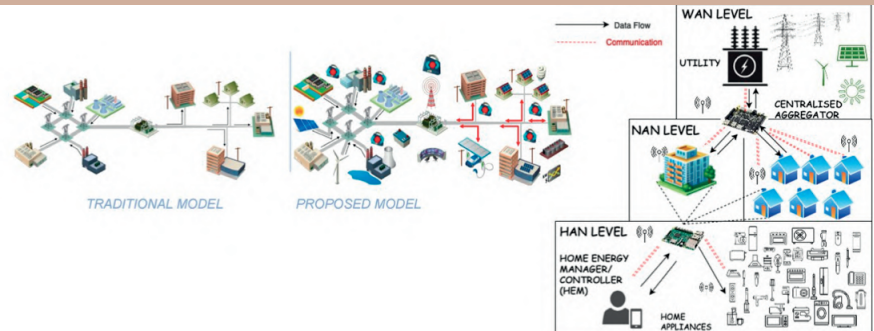 TRADITIONAL MODEL
PROPOSED MODEL
Data Flow
Communication
WAN LEVEL
UTILITY
CENTRALISED
AGGREGATOR
NAN LEVEL
HAN LEVEL
HOME ENERGY
MANAGER/
CONTROLLER
(HEM)
HOME
APPLIANCES